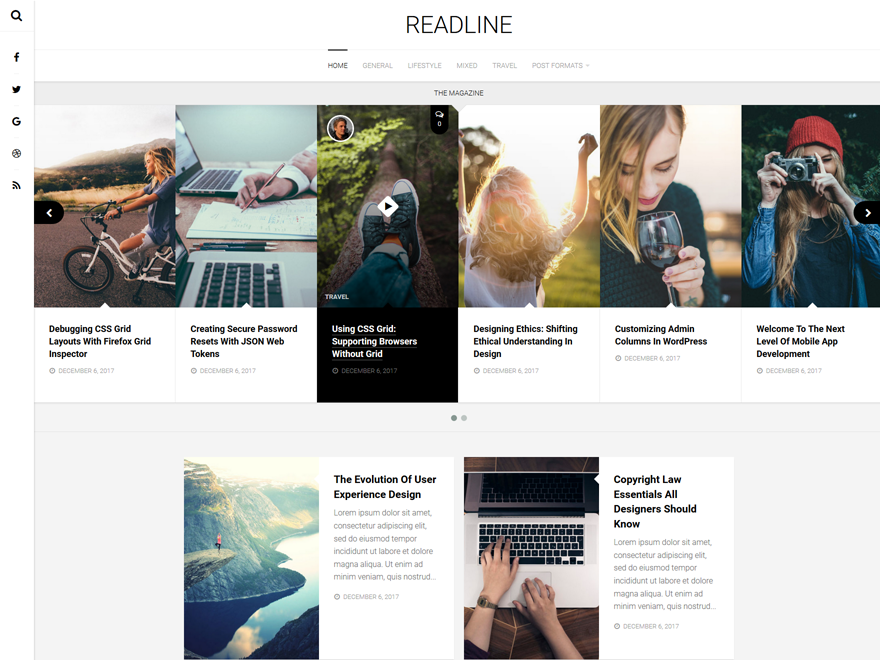 READLINE
HOME GENERAL LIFESTYLE MIXED TRAVEL POST FORMATS
THE MAGAZINE
0
TRAVEL
Debugging CSS Grid
Layouts With Firefox Grid
Inspector
DECEMBER 6, 2017
Creating Secure Password
Resets With JSON Web
Tokens
DECEMBER 6, 2017
Using CSS Grid:
Supporting Browsers
Without Grid
DECEMBER 6, 2017
Designing Ethics: Shifting
Ethical Understanding In
Design
DECEMBER 6, 2017
Customizing Admin
Columns In WordPress
DECEMBER 6, 2017
Welcome To The Next
Level Of Mobile App
Development
DECEMBER 6, 2017
The Evolution Of User
Experience Design
Lorem ipsum dolor sit amet,
consectetur adipiscing elit,
sed do eiusmod tempor
incididunt ut labore et dolore
magna aliqua. Ut enim ad
minim veniam, quis nostrud...
DECEMBER 6, 2017
Copyright Law
Essentials All
Designers Should
Know
Lorem ipsum dolor sit amet,
consectetur adipiscing elit,
sed do eiusmod tempor
incididunt ut labore et dolore
magna aliqua. Ut enim ad
minim veniam, quis nostrud...
DECEMBER 6, 2017